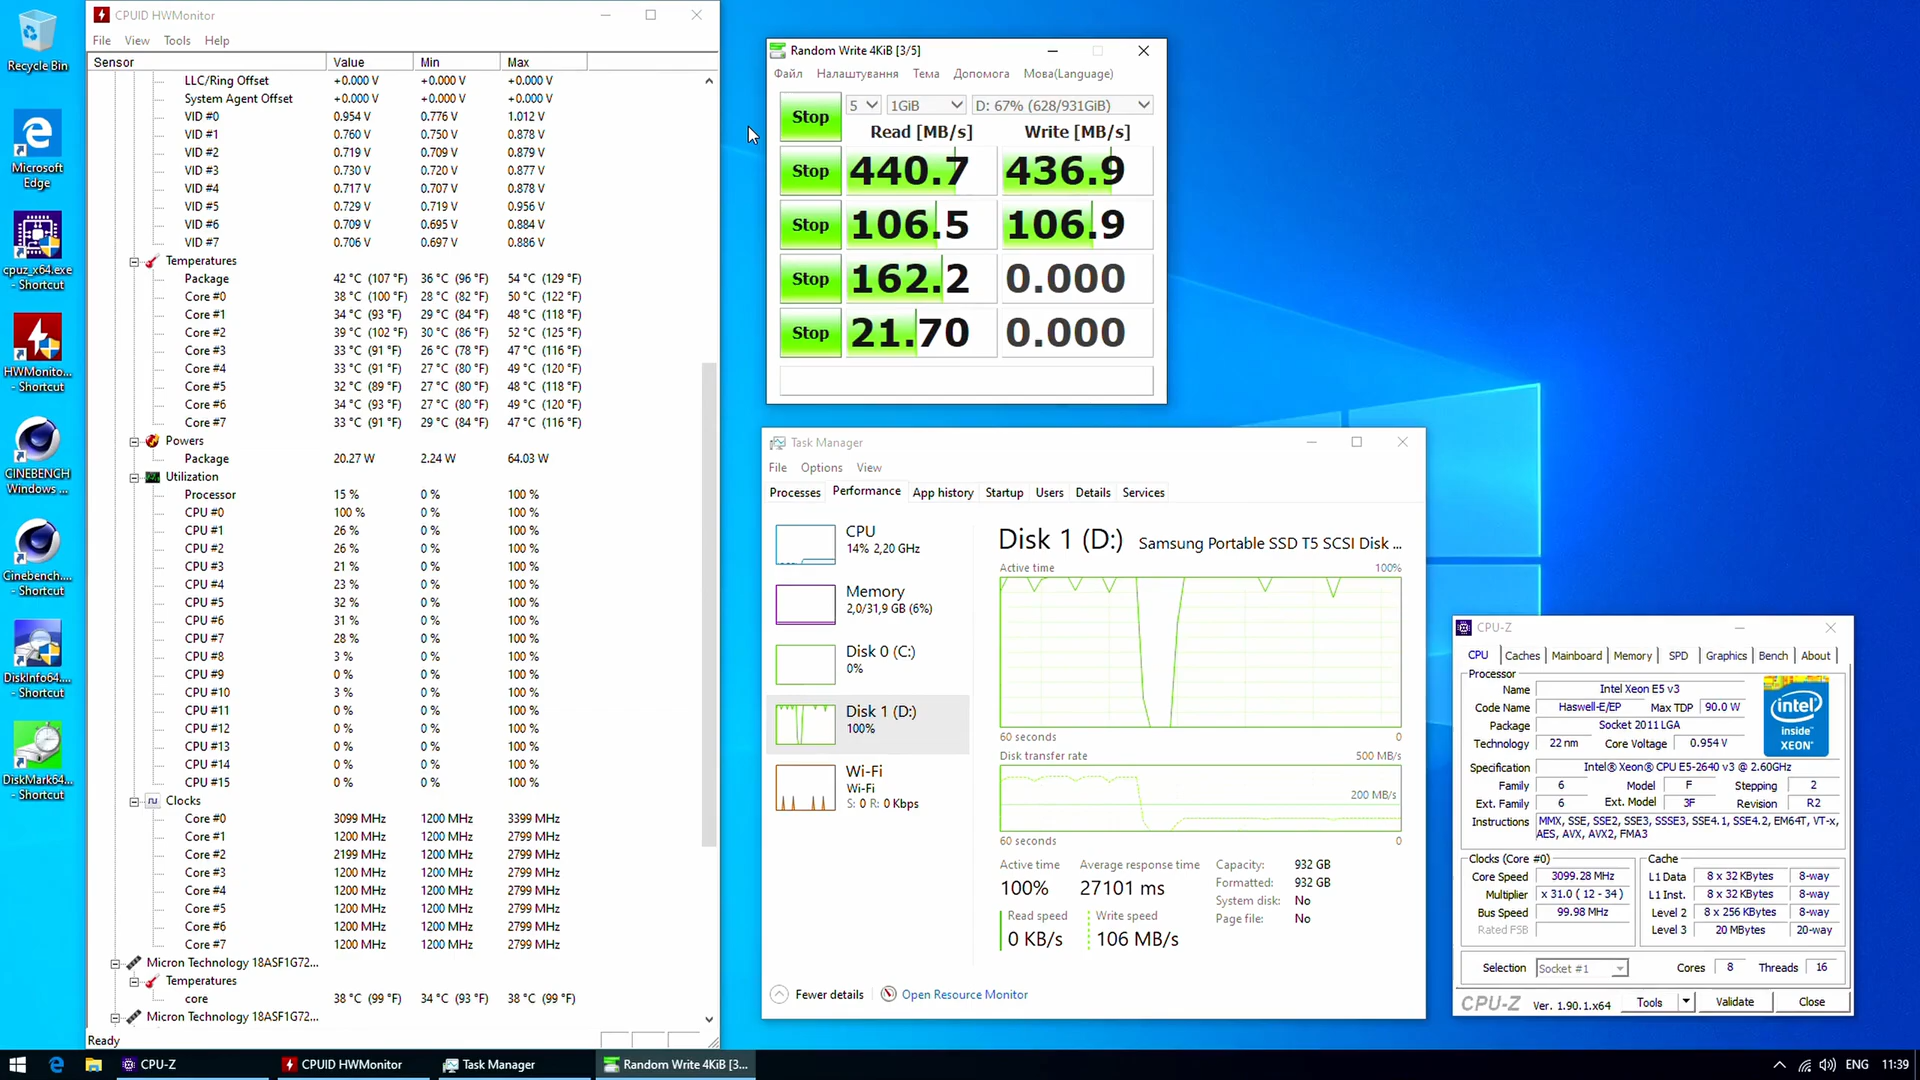 Recycle Bin
Microsoft
Edge
cpuz_x64.exe
- Shortcut
HWMonito...
- Shortcut
CINEBENCH
Windows ...
Cinebench....
- Shortcut
DiskInfo64....
- Shortcut
DiskMark64...
- Shortcut
CPUID HWMonitor
File View Tools Help
Sensor Value Min Max
LLC/Ring Offset +0.000 V +0.000 V +0.000 V
System Agent Offset +0.000 V +0.000 V +0.000 V
VID #0 0.954 V 0.776 V 1.012 V
VID #1 0.760 V 0.750 V 0.878 V
VID #2 0.719 V 0.709 V 0.879 V
VID #3 0.730 V 0.720 V 0.877 V
VID #4 0.717 V 0.707 V 0.878 V
VID #5 0.729 V 0.719 V 0.956 V
VID #6 0.709 V 0.695 V 0.884 V
VID #7 0.706 V 0.697 V 0.886 V
Temperatures
Package 42 °C (107 °F) 36 °C (96 °F) 54 °C (129 °F)
Core #0 38 °C (100 °F) 28 °C (82 °F) 50 °C (122 °F)
Core #1 34 °C (93 °F) 29 °C (84 °F) 48 °C (118 °F)
Core #2 39 °C (102 °F) 30 °C (86 °F) 52 °C (125 °F)
Core #3 33 °C (91 °F) 26 °C (78 °F) 47 °C (116 °F)
Core #4 33 °C (91 °F) 27 °C (80 °F) 49 °C (120 °F)
Core #5 32 °C (89 °F) 27 °C (80 °F) 48 °C (118 °F)
Core #6 34 °C (93 °F) 27 °C (80 °F) 49 °C (120 °F)
Core #7 33 °C (91 °F) 29 °C (84 °F) 47 °C (116 °F)
Powers
Package 20.27 W 2.24 W 64.03 W
Utilization
Processor 15 % 0 % 100 %
CPU #0 100 % 0 % 100 %
CPU #1 26 % 0 % 100 %
CPU #2 26 % 0 % 100 %
CPU #3 21 % 0 % 100 %
CPU #4 23 % 0 % 100 %
CPU #5 32 % 0 % 100 %
CPU #6 31 % 0 % 100 %
CPU #7 28 % 0 % 100 %
CPU #8 3 % 0 % 100 %
CPU #9 0 % 0 % 100 %
CPU #10 3 % 0 % 100 %
CPU #11 0 % 0 % 100 %
CPU #12 0 % 0 % 100 %
CPU #13 0 % 0 % 100 %
CPU #14 0 % 0 % 100 %
CPU #15 0 % 0 % 100 %
Clocks
Core #0 3099 MHz 1200 MHz 3399 MHz
Core #1 1200 MHz 1200 MHz 2799 MHz
Core #2 2199 MHz 1200 MHz 2799 MHz
Core #3 1200 MHz 1200 MHz 2799 MHz
Core #4 1200 MHz 1200 MHz 2799 MHz
Core #5 1200 MHz 1200 MHz 2799 MHz
Core #6 1200 MHz 1200 MHz 2799 MHz
Core #7 1200 MHz 1200 MHz 2799 MHz
Micron Technology 18ASF1G72...
Temperatures
core 38 °C (99 °F) 34 °C (93 °F) 38 °C (99 °F)
Micron Technology 18ASF1G72...
Ready
Random Write 4KiB [3/5]
Файл Налаштування Тема Допомога Мова(Language)
Stop 5 1GiB D: 67% (628/931GiB)
Read [MB/s] Write [MB/s]
Stop 440.7 436.9
Stop 106.5 106.9
Stop 162.2 0.000
Stop 21.70 0.000
Task Manager
File Options View
Processes Performance App history Startup Users Details Services
CPU
14% 2,20 GHz
Memory
2,0/31,9 GB (6%)
Disk 0 (C:)
0%
Disk 1 (D:)
100%
Wi-Fi
Wi-Fi
S: 0 R: 0 Kbps
Disk 1 (D:) Samsung Portable SSD T5 SCSI Disk ...
Active time 100%
60 seconds 0
Disk transfer rate 500 MB/s
200 MB/s
60 seconds 0
Active time Average response time
100% 27101 ms
Read speed Write speed
0 KB/s 106 MB/s
Capacity: 932 GB
Formatted: 932 GB
System disk: No
Page file: No
Fewer details Open Resource Monitor
CPU-Z
CPU Caches Mainboard Memory SPD Graphics Bench About
Processor
Name Intel Xeon E5 v3
Code Name Haswell-E/EP Max TDP 90.0 W
Package Socket 2011 LGA
Technology 22 nm Core Voltage 0.954 V
intel
inside™
XEON®
Specification Intel® Xeon® CPU E5-2640 v3 @ 2.60GHz
Family 6 Model F Stepping 2
Ext. Family 6 Ext. Model 3F Revision R2
Instructions MMX, SSE, SSE2, SSE3, SSSE3, SSE4.1, SSE4.2, EM64T, VT-x,
AES, AVX, AVX2, FMA3
Clocks (Core #0)
Core Speed 3099.28 MHz
Multiplier x 31.0 ( 12 - 34 )
Bus Speed 99.98 MHz
Rated FSB
Cache
L1 Data 8 x 32 KBytes 8-way
L1 Inst. 8 x 32 KBytes 8-way
Level 2 8 x 256 KBytes 8-way
Level 3 20 MBytes 20-way
Selection Socket #1 Cores 8 Threads 16
CPU-Z Ver. 1.90.1.x64 Tools Validate Close
CPU-Z CPUID HWMonitor Task Manager Random Write 4KiB [3... ENG 11:39